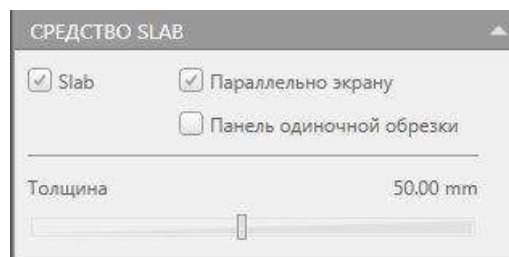 СРЕДСТВО SLAB
Slab Параллельно экрану
Панель одиночной обрезки
Толщина 50.00 mm